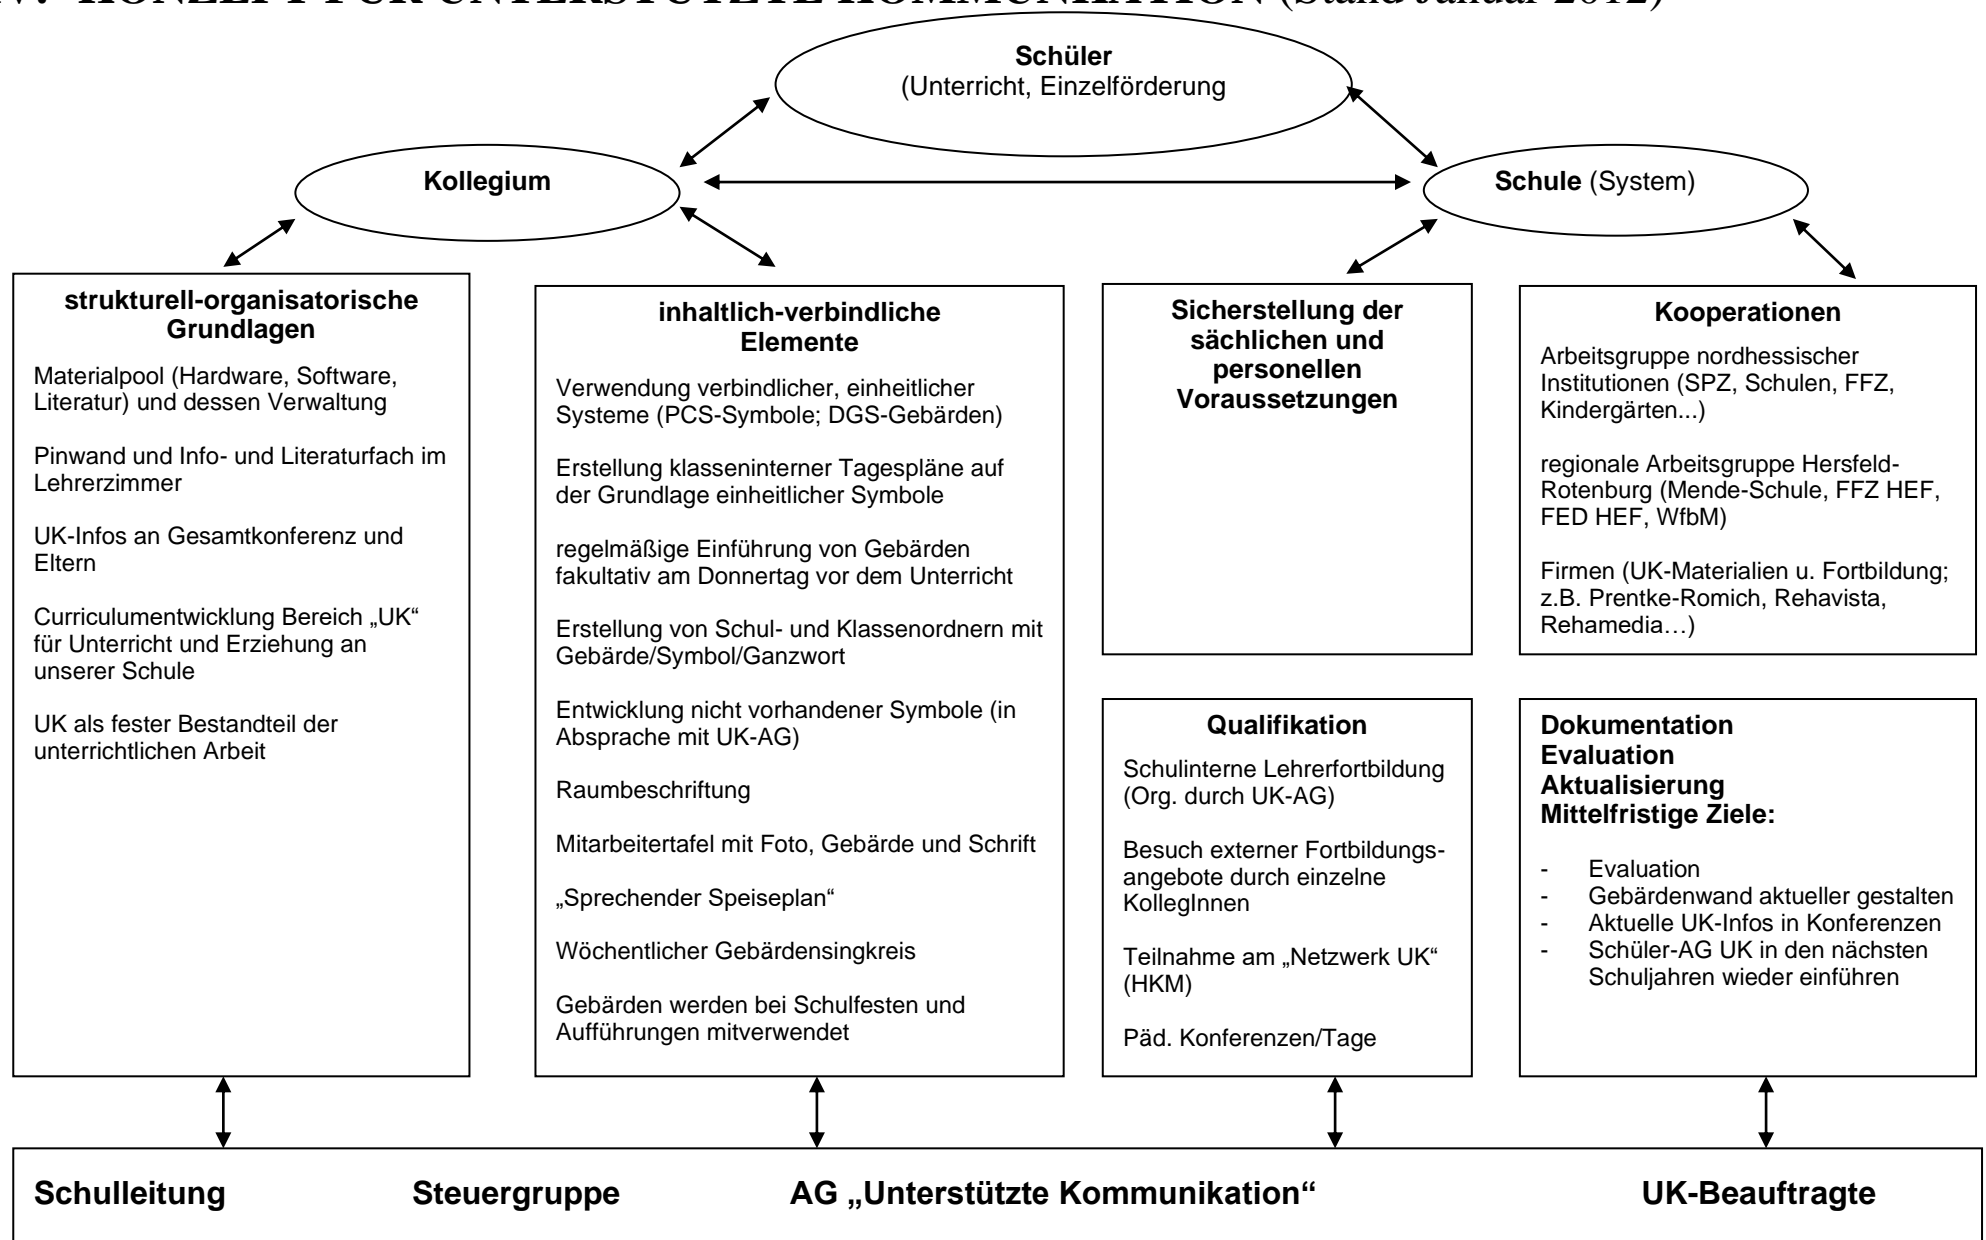 KONZEPT FÜR UNTERSTÜTZTE KOMMUNIKATION (Stand Januar 2012)
Schüler
(Unterricht, Einzelförderung
Kollegium
Schule (System)
strukturell-organisatorische
Grundlagen
Materialpool (Hardware, Software,
Literatur) und dessen Verwaltung
Pinwand und Info- und Literaturfach im
Lehrerzimmer
UK-Infos an Gesamtkonferenz und
Eltern
Curriculumentwicklung Bereich „UK“
für Unterricht und Erziehung an
unserer Schule
UK als fester Bestandteil der
unterrichtlichen Arbeit
inhaltlich-verbindliche
Elemente
Verwendung verbindlicher, einheitlicher
Systeme (PCS-Symbole; DGS-Gebärden)
Erstellung klasseninterner Tagespläne auf
der Grundlage einheitlicher Symbole
regelmäßige Einführung von Gebärden
fakultativ am Donnertag vor dem Unterricht
Erstellung von Schul- und Klassenordnern mit
Gebärde/Symbol/Ganzwort
Entwicklung nicht vorhandener Symbole (in
Absprache mit UK-AG)
Raumbeschriftung
Mitarbeitertafel mit Foto, Gebärde und Schrift
„Sprechender Speiseplan“
Wöchentlicher Gebärdensingkreis
Gebärden werden bei Schulfesten und
Aufführungen mitverwendet
Sicherstellung der
sächlichen und
personellen
Voraussetzungen
Kooperationen
Arbeitsgruppe nordhessischer
Institutionen (SPZ, Schulen, FFZ,
Kindergärten...)
regionale Arbeitsgruppe Hersfeld-
Rotenburg (Mende-Schule, FFZ HEF,
FED HEF, WfbM)
Firmen (UK-Materialien u. Fortbildung;
z.B. Prentke-Romich, Rehavista,
Rehamedia…)
Qualifikation
Schulinterne Lehrerfortbildung
(Org. durch UK-AG)
Besuch externer Fortbildungs-
angebote durch einzelne
KollegInnen
Teilnahme am „Netzwerk UK“
(HKM)
Päd. Konferenzen/Tage
Dokumentation
Evaluation
Aktualisierung
Mittelfristige Ziele:
- Evaluation
- Gebärdenwand aktueller gestalten
- Aktuelle UK-Infos in Konferenzen
- Schüler-AG UK in den nächsten
Schuljahren wieder einführen
Schulleitung Steuergruppe AG „Unterstützte Kommunikation“ UK-Beauftragte